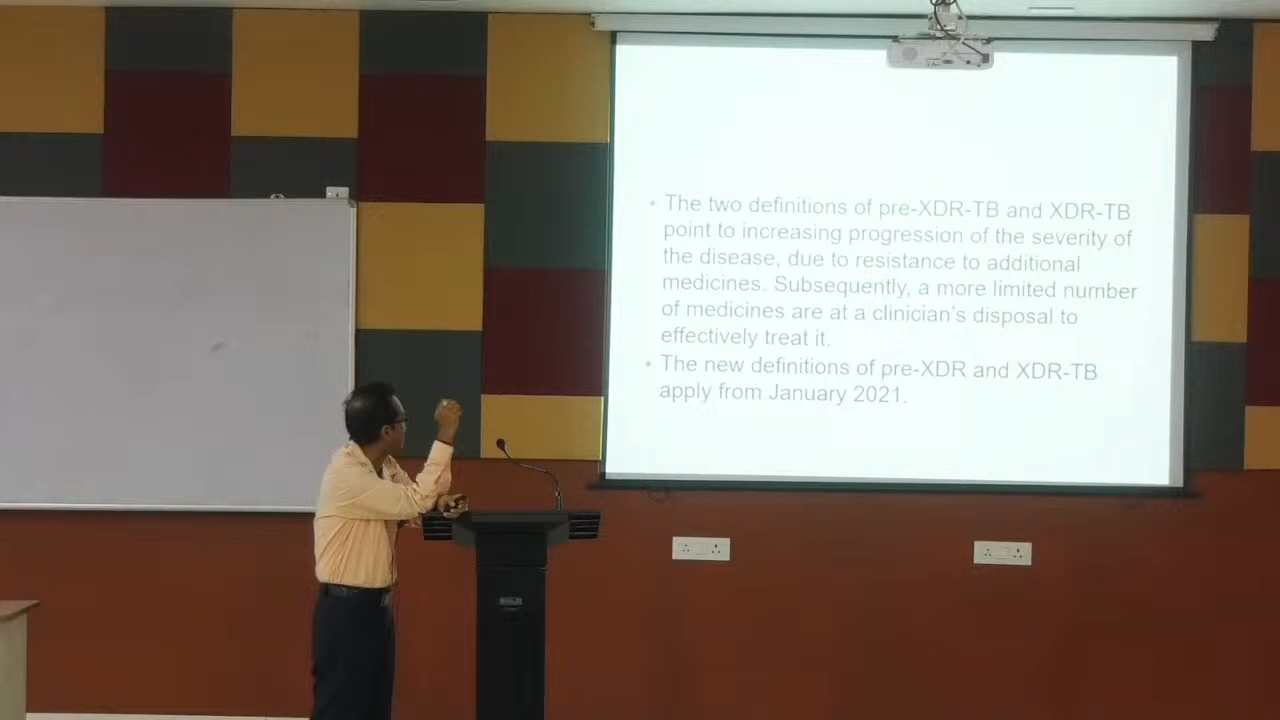 • The two definitions of pre-XDR-TB and XDR-TB
point to increasing progression of the severity of
the disease, due to resistance to additional
medicines. Subsequently, a more limited number
of medicines are at a clinician's disposal to
effectively treat it.
• The new definitions of pre-XDR and XDR-TB
apply from January 2021.